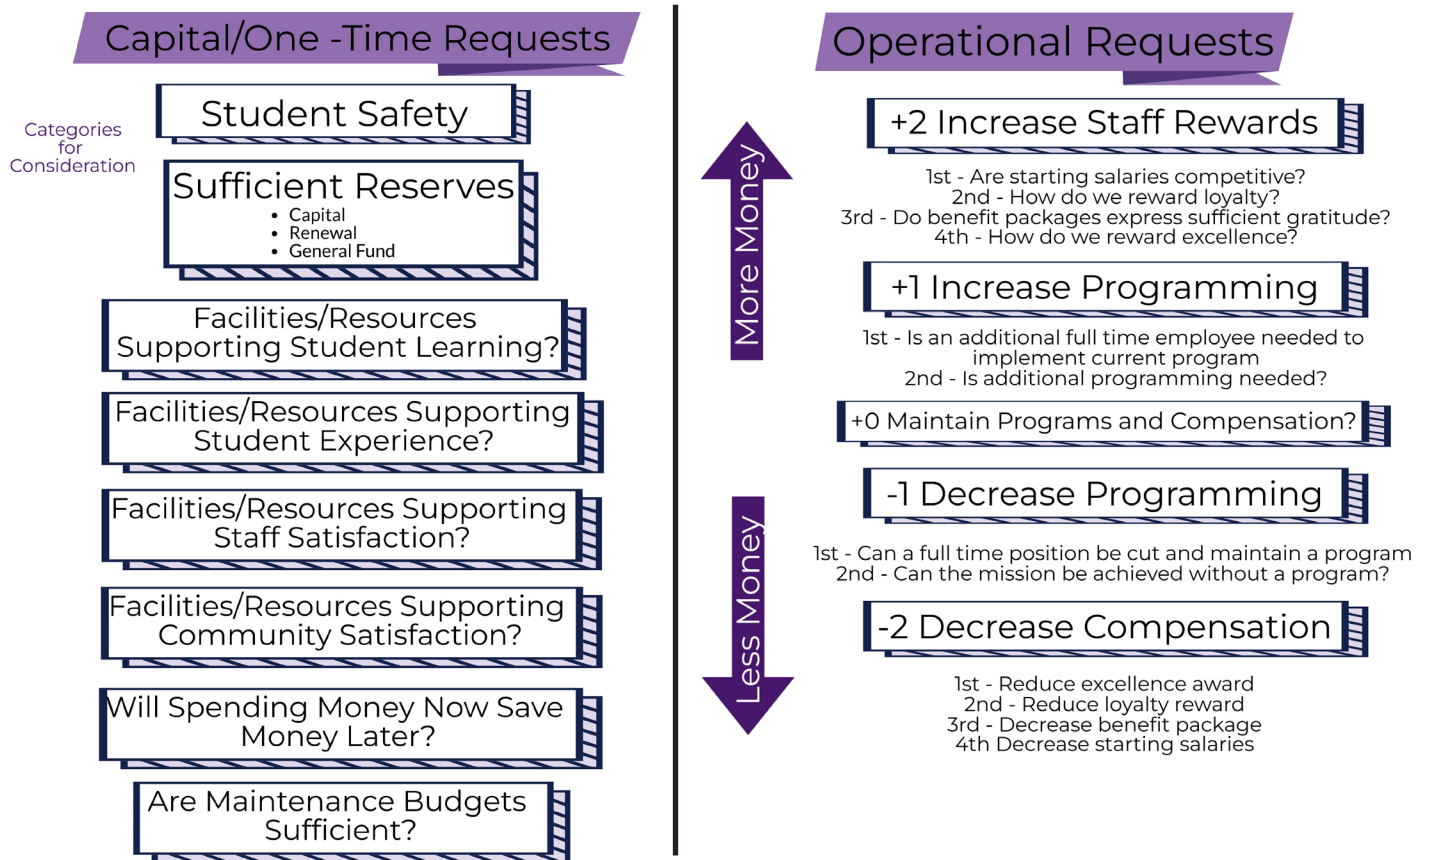 Capital/One -Time Requests
Categories
for
Consideration
Student Safety
Sufficient Reserves
• Capital
• Renewal
• General Fund
Facilities/Resources
Supporting Student Learning?
Facilities/Resources Supporting
Student Experience?
Facilities/Resources Supporting
Staff Satisfaction?
Facilities/Resources Supporting
Community Satisfaction?
Will Spending Money Now Save
Money Later?
Are Maintenance Budgets
Sufficient?
Operational Requests
More Money
Less Money
+2 Increase Staff Rewards
1st - Are starting salaries competitive?
2nd - How do we reward loyalty?
3rd - Do benefit packages express sufficient gratitude?
4th - How do we reward excellence?
+1 Increase Programming
1st - Is an additional full time employee needed to
implement current program
2nd - Is additional programming needed?
+0 Maintain Programs and Compensation?
-1 Decrease Programming
1st - Can a full time position be cut and maintain a program
2nd - Can the mission be achieved without a program?
-2 Decrease Compensation
1st - Reduce excellence award
2nd - Reduce loyalty reward
3rd - Decrease benefit package
4th Decrease starting salaries